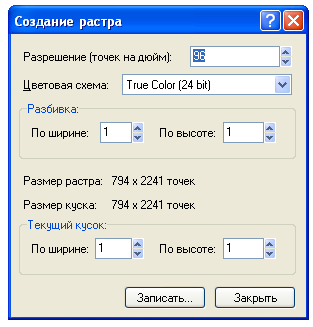 Создание растра
Разрешение (точек на дюйм): 96
Цветовая схема: True Color (24 bit)
Разбивка:
По ширине: 1 По высоте: 1
Размер растра: 794 x 2241 точек
Размер куска: 794 x 2241 точек
Текущий кусок:
По ширине: 1 По высоте: 1
Записать... Закрыть